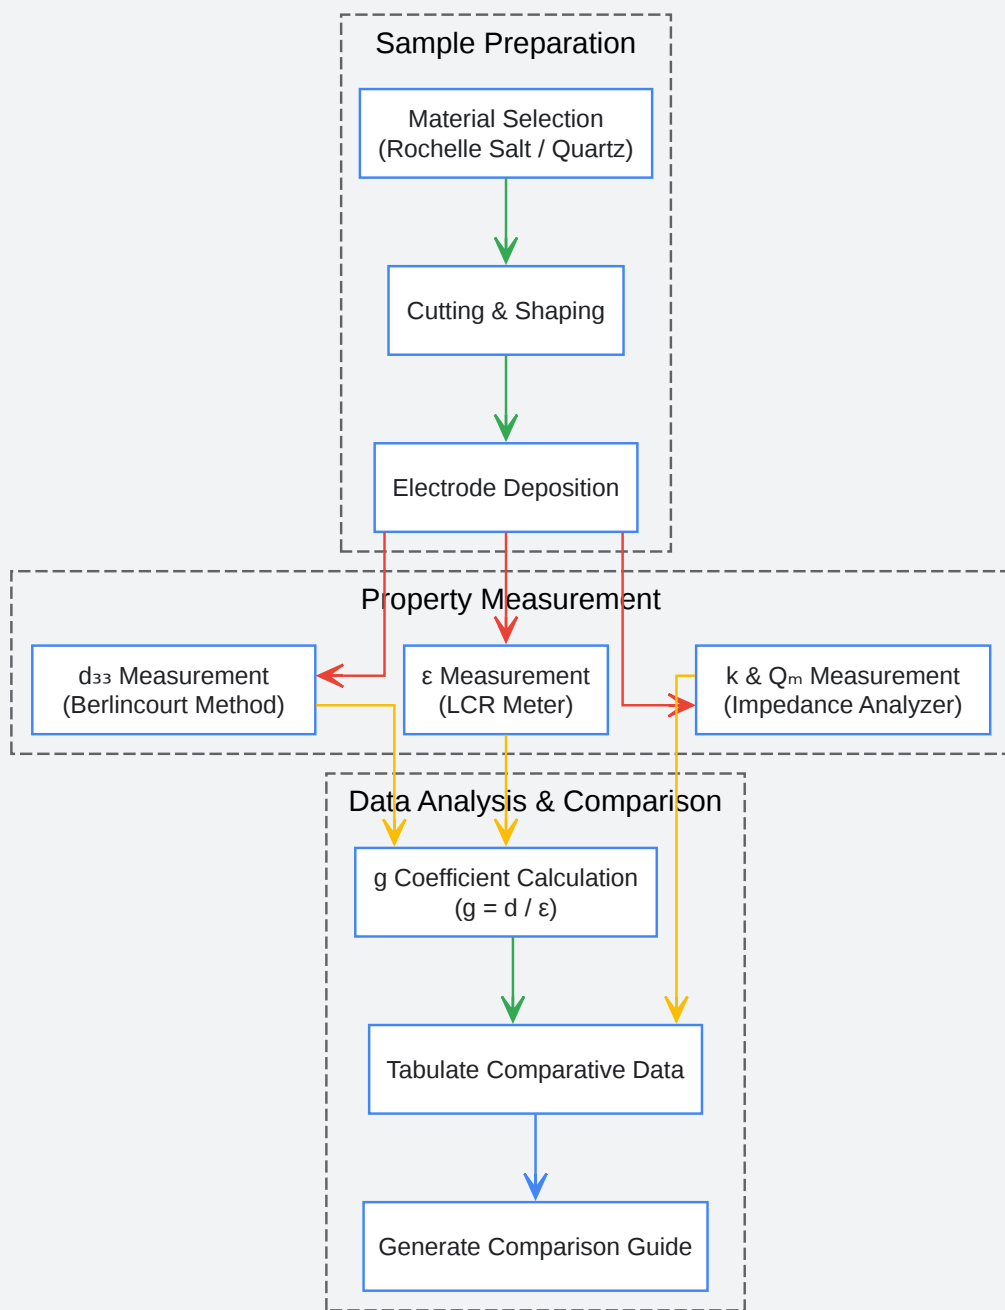 Sample Preparation
Material Selection
(Rochelle Salt / Quartz)
Cutting & Shaping
Electrode Deposition
Property Measurement
d₃₃ Measurement
(Berlincourt Method)
ε Measurement
(LCR Meter)
k & Qₘ Measurement
(Impedance Analyzer)
Data Analysis & Comparison
g Coefficient Calculation
(g = d / ε)
Tabulate Comparative Data
Generate Comparison Guide